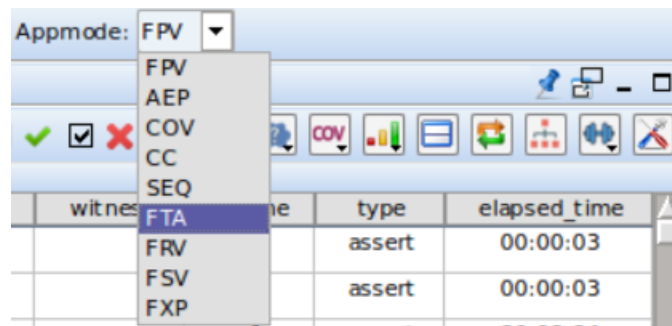 Appmode: FPV
FPV
AEP
COV
CC
SEQ
FTA
FRV
FSV
FXP
COV
witnes
type
elapsed_time
assert
00:00:03
assert
00:00:03